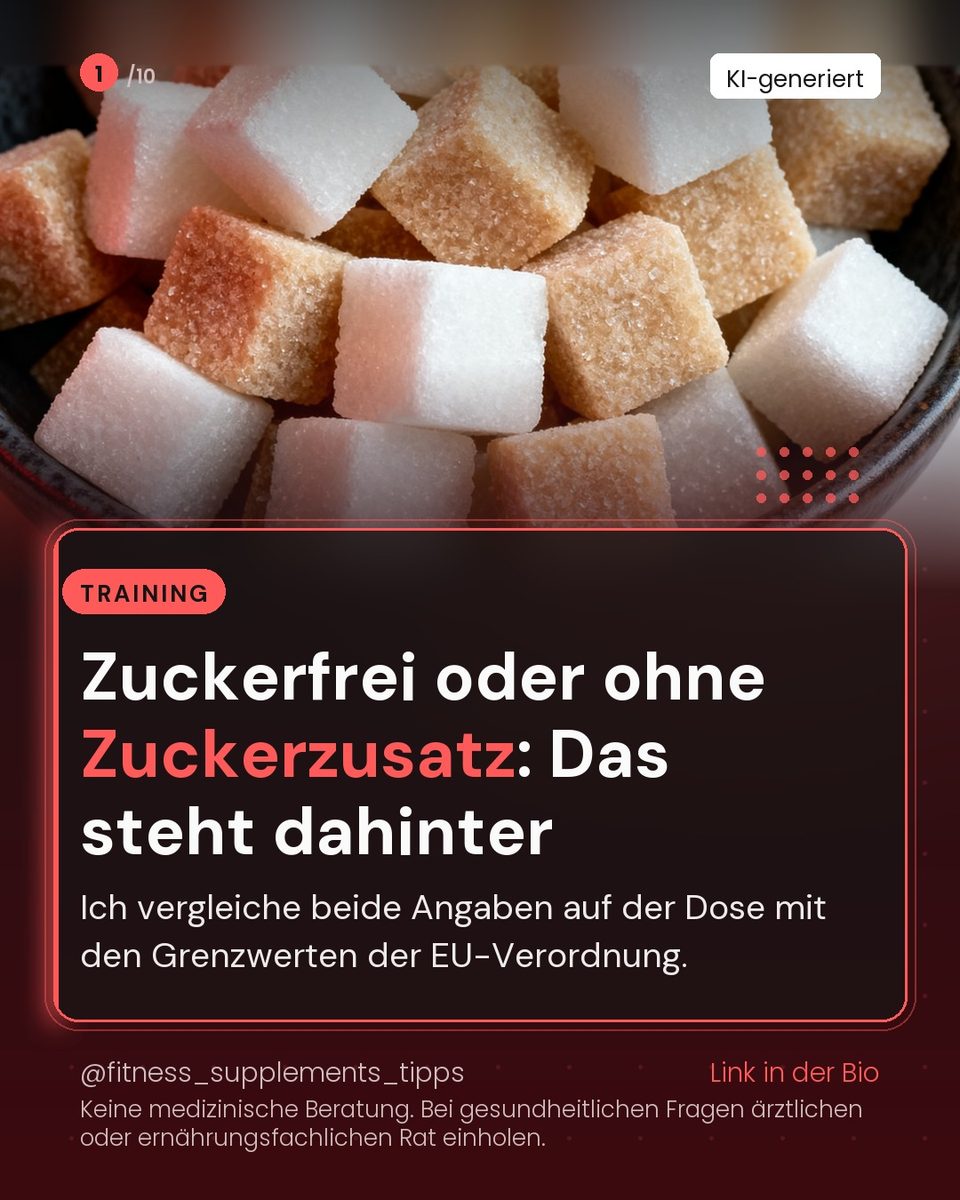 1 /10
KI-generiert
TRAINING
Zuckerfrei oder ohne
Zuckerzusatz: Das
steht dahinter
Ich vergleiche beide Angaben auf der Dose mit
den Grenzwerten der EU-Verordnung.
@fitness_supplements_tipps
Link in der Bio
Keine medizinische Beratung. Bei gesundheitlichen Fragen ärztlichen
oder ernährungsfachlichen Rat einholen.